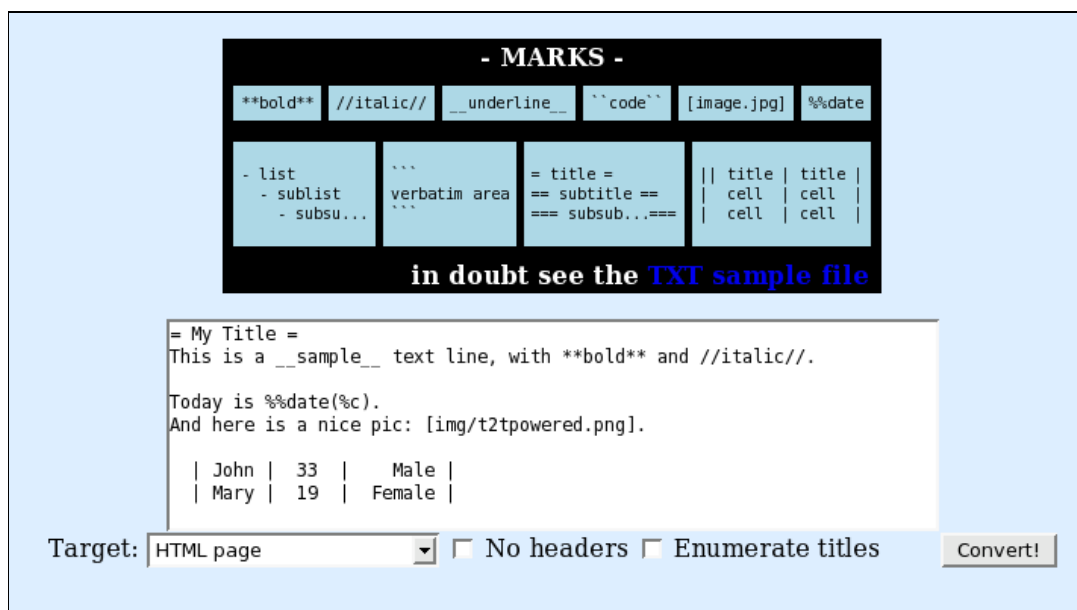 - MARKS -
**bold** //italic// __underline__ ``code`` [image.jpg] %%date
- list
- sublist
- subsu...
```
verbatim area
```
= title =
== subtitle ==
=== subsub...===
|| title | title |
| cell | cell |
| cell | cell |
in doubt see the TXT sample file
= My Title =
This is a __sample__ text line, with **bold** and //italic//.
Today is %%date(%c).
And here is a nice pic: [img/t2tpowered.png].
| John | 33 | Male |
| Mary | 19 | Female |
Target: HTML page No headers Enumerate titles Convert!